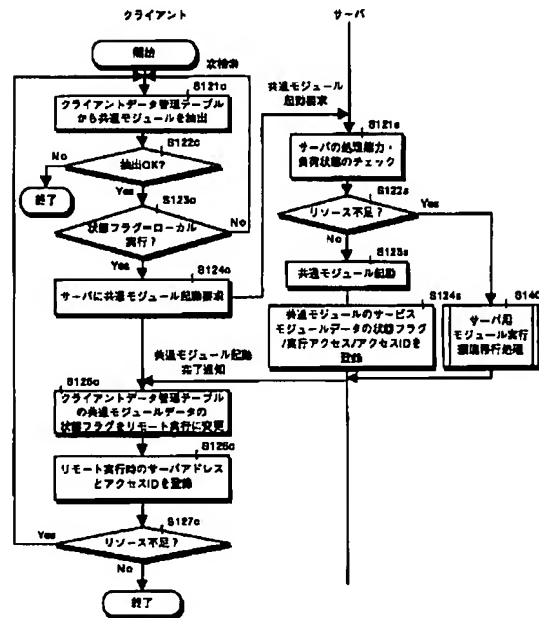 クライアント
サーバ
開始
次検索
S121c
クライアントデータ管理テーブル
から共通モジュールを抽出
共通モジュール
起動要求
S122c
抽出OK?
No
Yes
終了
S121s
サーバの処理能力・
負荷状態のチェック
S123c
状態フラグ=ローカル
実行?
No
Yes
S122s
リソース不足?
Yes
No
S123s
共通モジュール起動
S124c
サーバに共通モジュール起動要求
S124s
共通モジュールのサービス
モジュールデータの状態フラグ
/実行アクセス/アクセスIDを
登録
S140
サーバ用
モジュール実行
環境移行処理
共通モジュール起動
完了通知
S125c
クライアントデータ管理テーブル
の共通モジュールデータの
状態フラグをリモート実行に変更
S126c
リモート実行時のサーバアドレス
とアクセスIDを登録
S127c
リソース不足?
Yes
No
終了